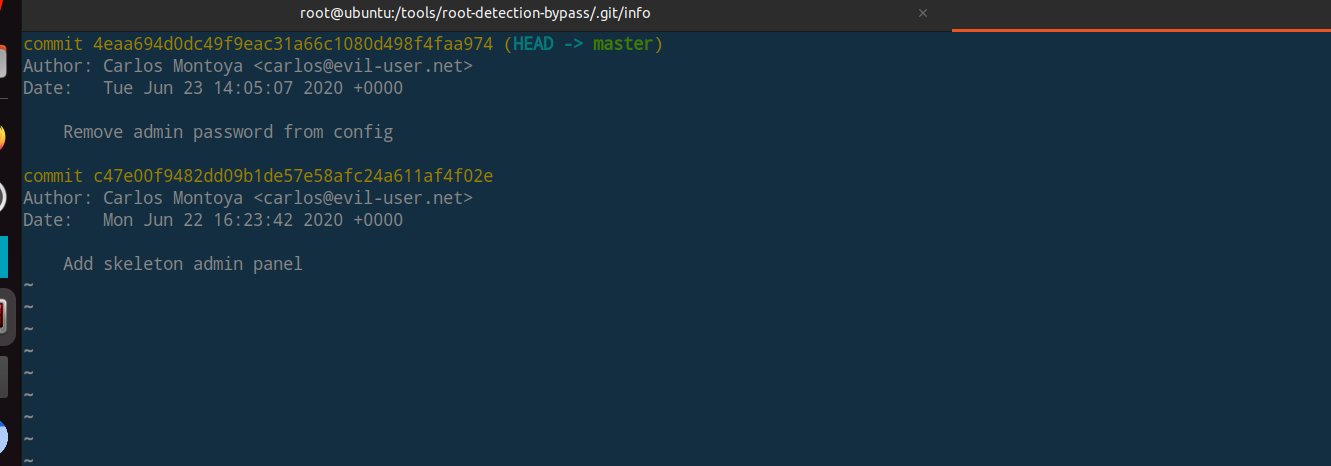 root@ubuntu:/tools/root-detection-bypass/.git/info ×
commit 4eaa694d0dc49f9eac31a66c1080d498f4faa974 (HEAD -> master)
Author: Carlos Montoya <carlos@evil-user.net>
Date:   Tue Jun 23 14:05:07 2020 +0000
Remove admin password from config
commit c47e00f9482dd09b1de57e58afc24a611af4f02e
Author: Carlos Montoya <carlos@evil-user.net>
Date:   Mon Jun 22 16:23:42 2020 +0000
Add skeleton admin panel
~
~
~
~
~
~
~
~
~